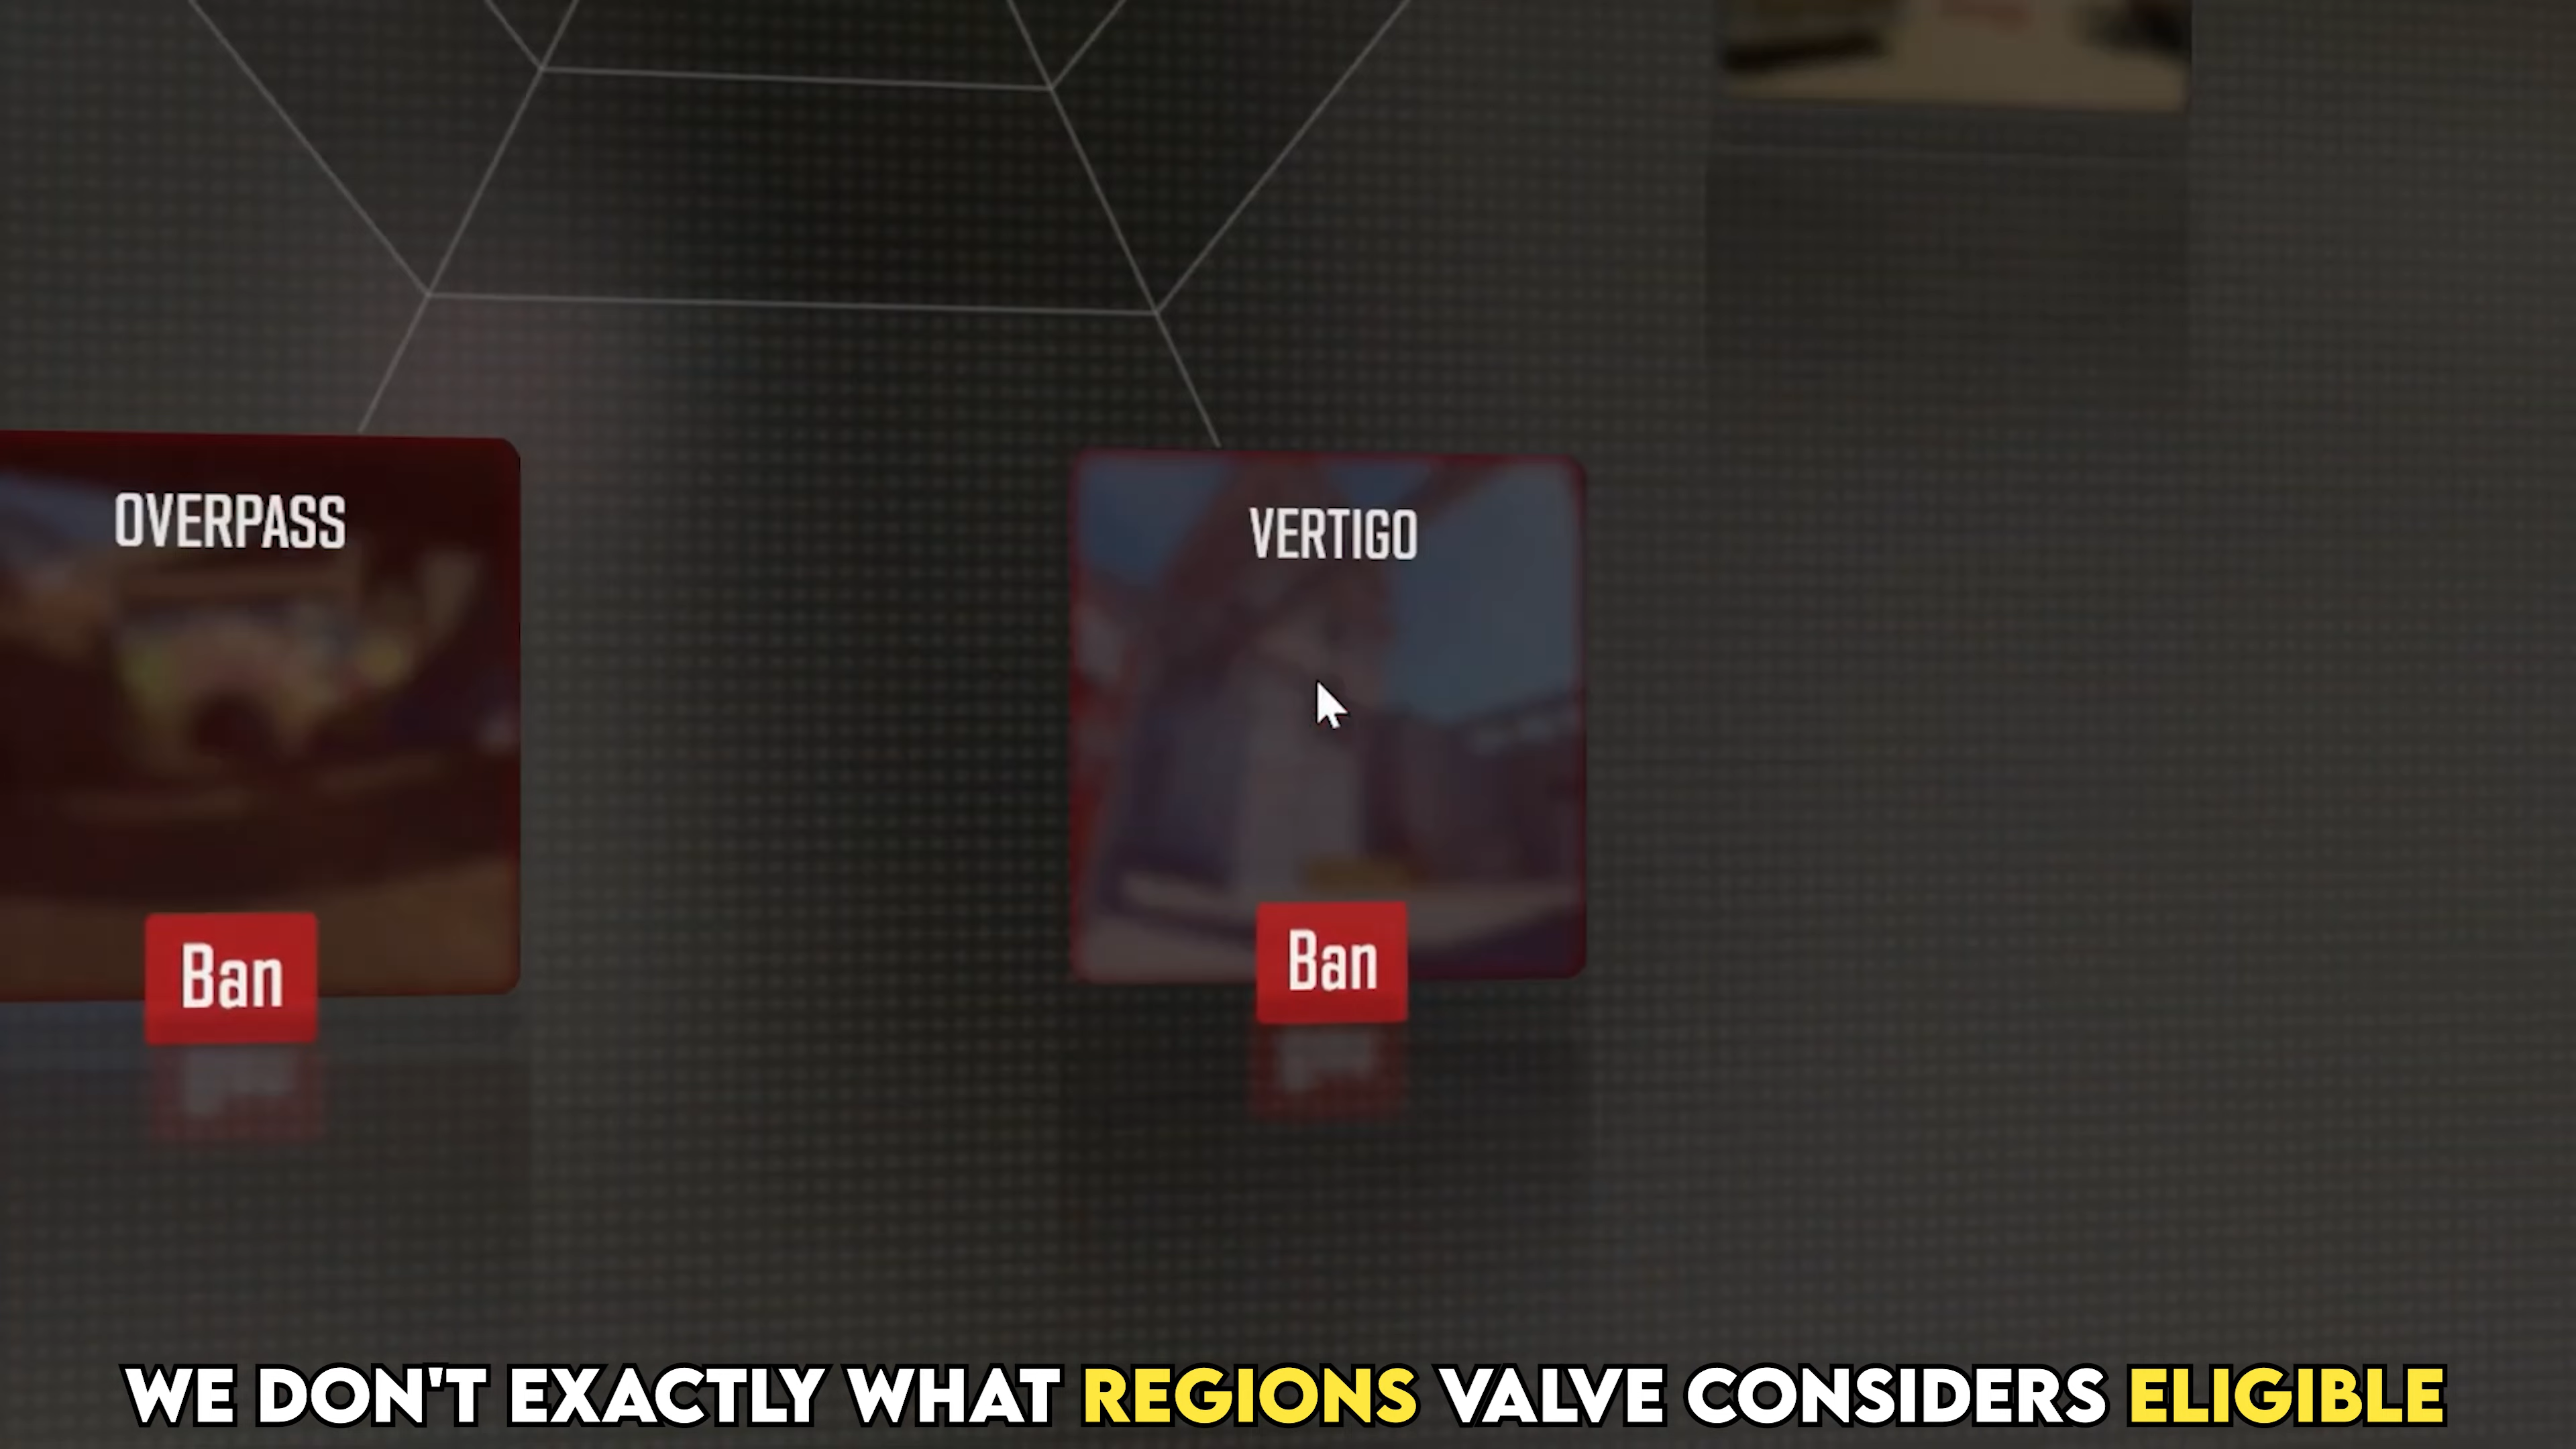 OVERPASS
VERTIGO
Ban
Ban
WE DON'T EXACTLY WHAT REGIONS VALVE CONSIDERS ELIGIBLE